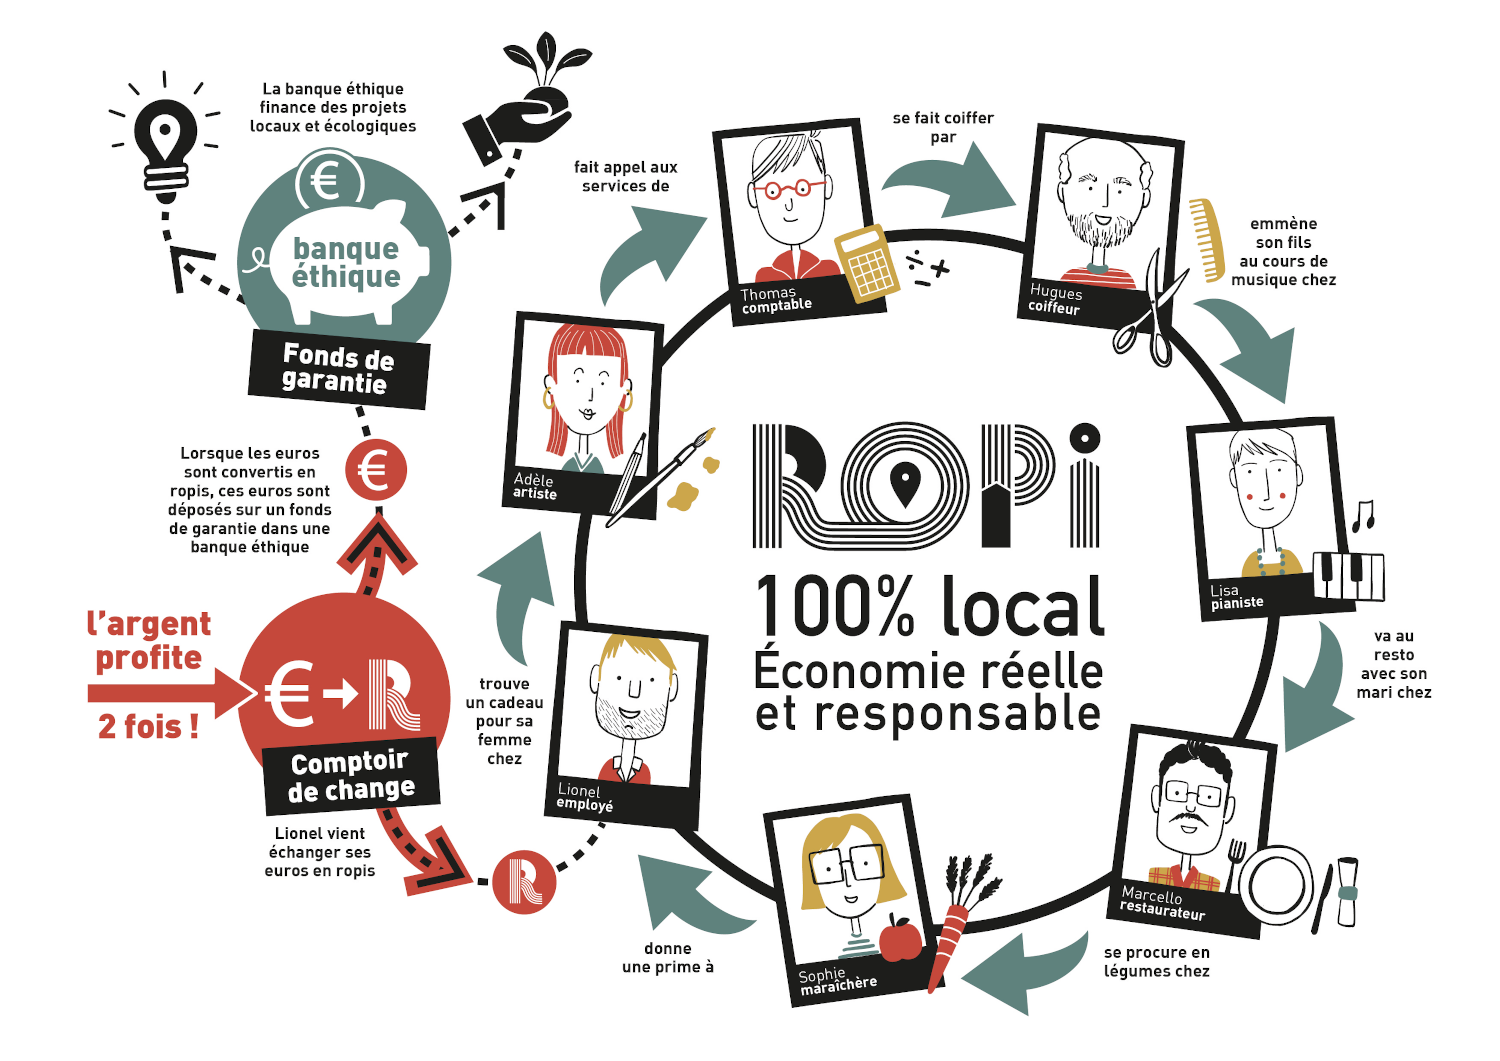 La banque éthique
finance des projets
locaux et écologiques
€
banque
éthique
Fonds de
garantie
€
Lorsque les euros
sont convertis en
ropis, ces euros sont
déposés sur un fonds
de garantie dans une
banque éthique
l'argent
profite
2 fois !
€ R
Comptoir
de change
Lionel vient
échanger ses
euros en ropis
R
fait appel aux
services de
Thomas
comptable
se fait coiffer
par
Hugues
coiffeur
emmène
son fils
au cours de
musique chez
Lisa
pianiste
va au
resto
avec son
mari chez
Marcello
restaurateur
se procure en
légumes chez
Sophie
maraîchère
donne
une prime à
Lionel
employé
trouve
un cadeau
pour sa
femme
chez
Adèle
artiste
ROPi
100% local
Économie réelle
et responsable